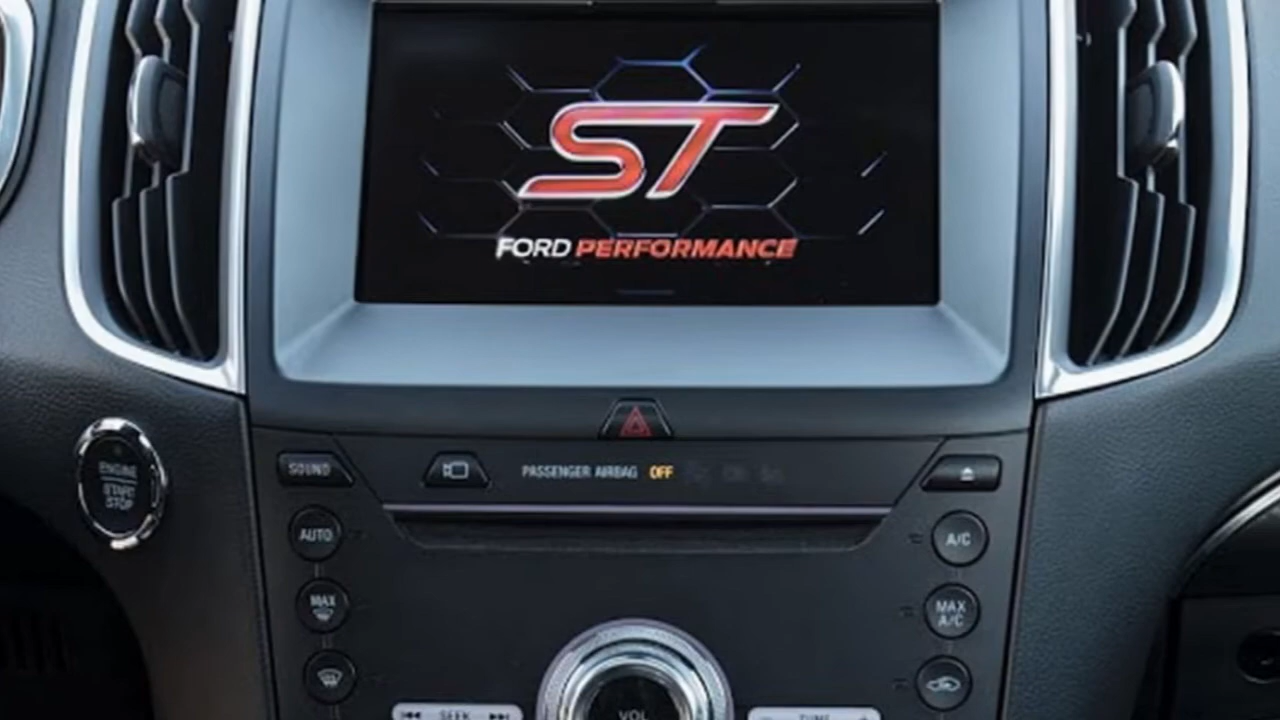 ST
FORD PERFORMANCE
SOUND
PASSENGER AIRBAG OFF
ENGINE
START
STOP
AUTO
A/C
MAX
MAX
A/C
SEEK
VOL
TUNE